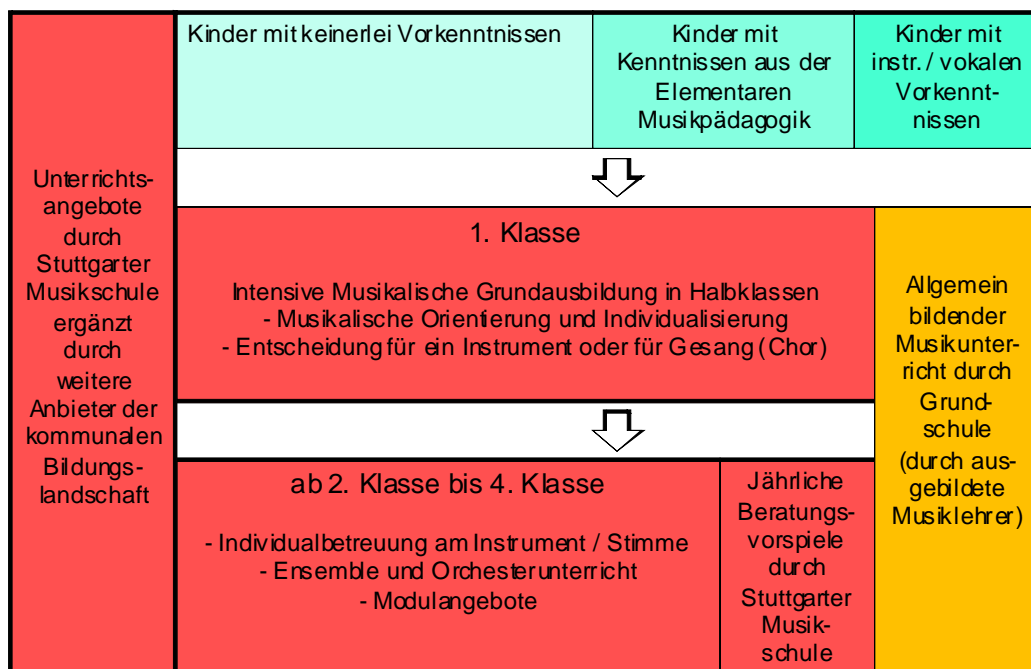 Kinder mit keinerlei Vorkenntnissen
Kinder mit
Kenntnissen aus der
Elementaren
Musikpädagogik
Kinder mit
instr. / vokalen
Vorkennt-
nissen
Unterrichts-
angebote
durch
Stuttgarter
Musikschule
ergänzt
durch
weitere
Anbieter der
kommunalen
Bildungs-
landschaft
1. Klasse
Intensive Musikalische Grundausbildung in Halbklassen
- Musikalische Orientierung und Individualisierung
- Entscheidung für ein Instrument oder für Gesang (Chor)
Allgemein
bildender
Musikunter-
richt durch
Grund-
schule
(durch aus-
gebildete
Musiklehrer)
ab 2. Klasse bis 4. Klasse
- Individualbetreuung am Instrument / Stimme
- Ensemble und Orchesterunterricht
- Modulangebote
Jährliche
Beratungs-
vorspiele
durch
Stuttgarter
Musik-
schule